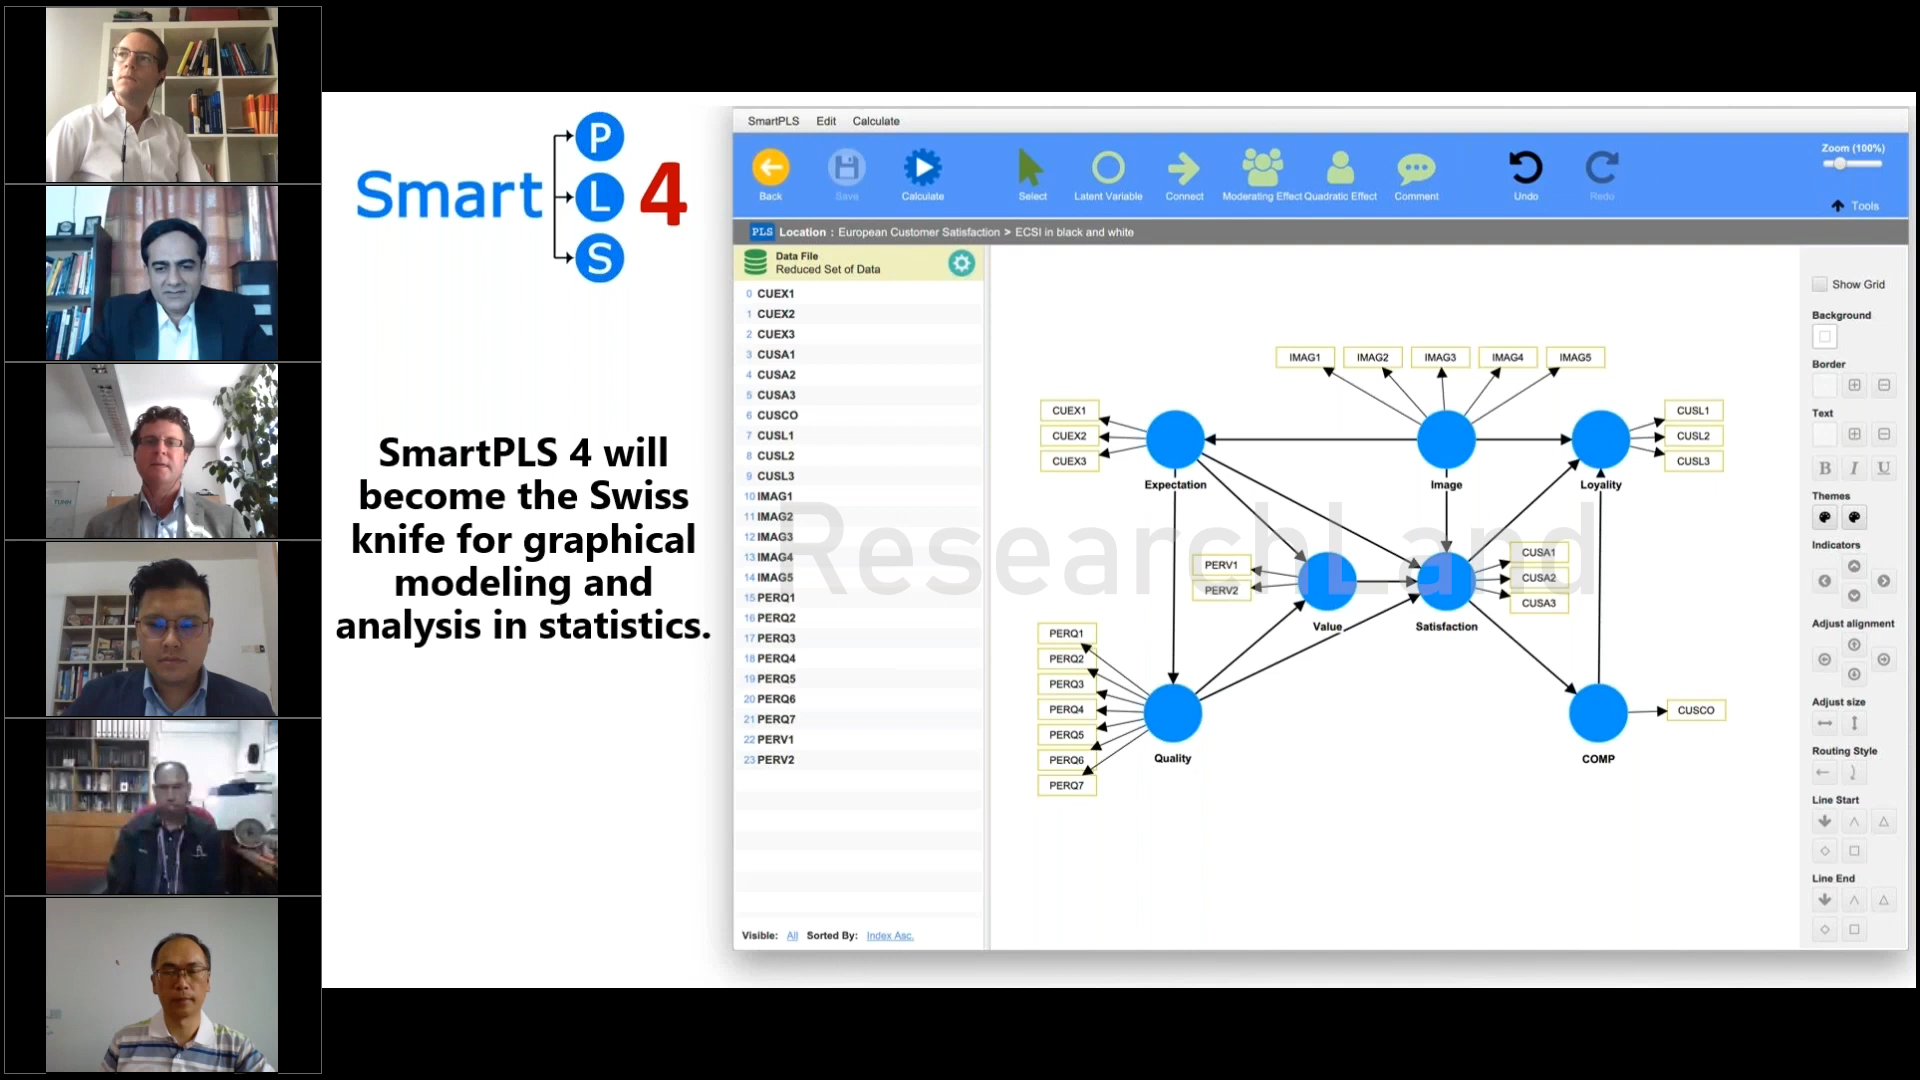 Smart P L S 4
SmartPLS 4 will
become the Swiss
knife for graphical
modeling and
analysis in statistics.
SmartPLS Edit Calculate
Back Save Calculate Select Latent Variable Connect Moderating Effect Quadratic Effect Comment Undo Redo
Zoom (100%)
Tools
PLS Location : European Customer Satisfaction > ECSI in black and white
Data File
Reduced Set of Data
0 CUEX1
1 CUEX2
2 CUEX3
3 CUSA1
4 CUSA2
5 CUSA3
6 CUSCO
7 CUSL1
8 CUSL2
9 CUSL3
10 IMAG1
11 IMAG2
12 IMAG3
13 IMAG4
14 IMAG5
15 PERQ1
16 PERQ2
17 PERQ3
18 PERQ4
19 PERQ5
20 PERQ6
21 PERQ7
22 PERV1
23 PERV2
Visible: All Sorted By: Index Asc.
IMAG1 IMAG2 IMAG3 IMAG4 IMAG5
CUEX1
CUEX2
CUEX3
Expectation
Image
Loyality
CUSL1
CUSL2
CUSL3
ResearchLand
PERV1
PERV2
Value
Satisfaction
CUSA1
CUSA2
CUSA3
PERQ1
PERQ2
PERQ3
PERQ4
PERQ5
PERQ6
PERQ7
Quality
COMP
CUSCO
Show Grid
Background
Border
Text
B I U
Themes
Indicators
Adjust alignment
Adjust size
Routing Style
Line Start
Line End